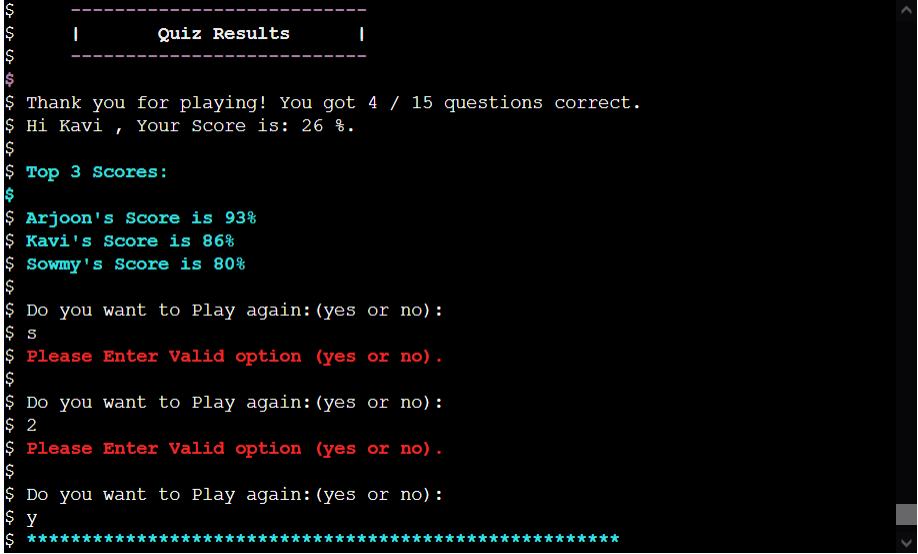 $ ---------------------------
$ | Quiz Results |
$ ---------------------------
$
$ Thank you for playing! You got 4 / 15 questions correct.
$ Hi Kavi , Your Score is: 26 %.
$
$ Top 3 Scores:
$
$ Arjoon's Score is 93%
$ Kavi's Score is 86%
$ Sowmy's Score is 80%
$
$ Do you want to Play again:(yes or no):
$ s
$ Please Enter Valid option (yes or no).
$
$ Do you want to Play again:(yes or no):
$ 2
$ Please Enter Valid option (yes or no).
$
$ Do you want to Play again:(yes or no):
$ y
$ ******************************************************